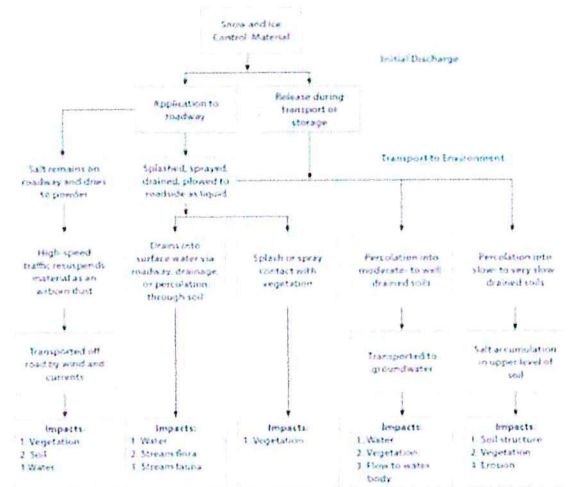 Snow and Ice
Control Material
Initial Discharge
Application to
roadway
Release during
transport or
storage
Transport to Environment
Salt remains on
roadway and dries
to powder
Splashed, sprayed,
drained, plowed to
roadside as liquid
High-speed
traffic resuspends
material as an
airborn dust
Drains into
surface water via
roadway, drainage,
or percolation
through soil
Splash or spray
contact with
vegetation
Percolation into
moderate- to well
drained soils
Percolation into
slow- to very slow
drained soils
Transported off
road by wind and
currents
Transported to
groundwater
Salt accumulation
in upper level of
soil
Impacts:
1. Vegetation
2. Soil
Water
Impacts:
1. Water
2. Stream flora
Stream fauna
Impacts:
1. Vegetation
Impacts:
1. Water
2. Vegetation
3. Flow to water
body
Impacts:
1. Soil structure
2. Vegetation
Erosion